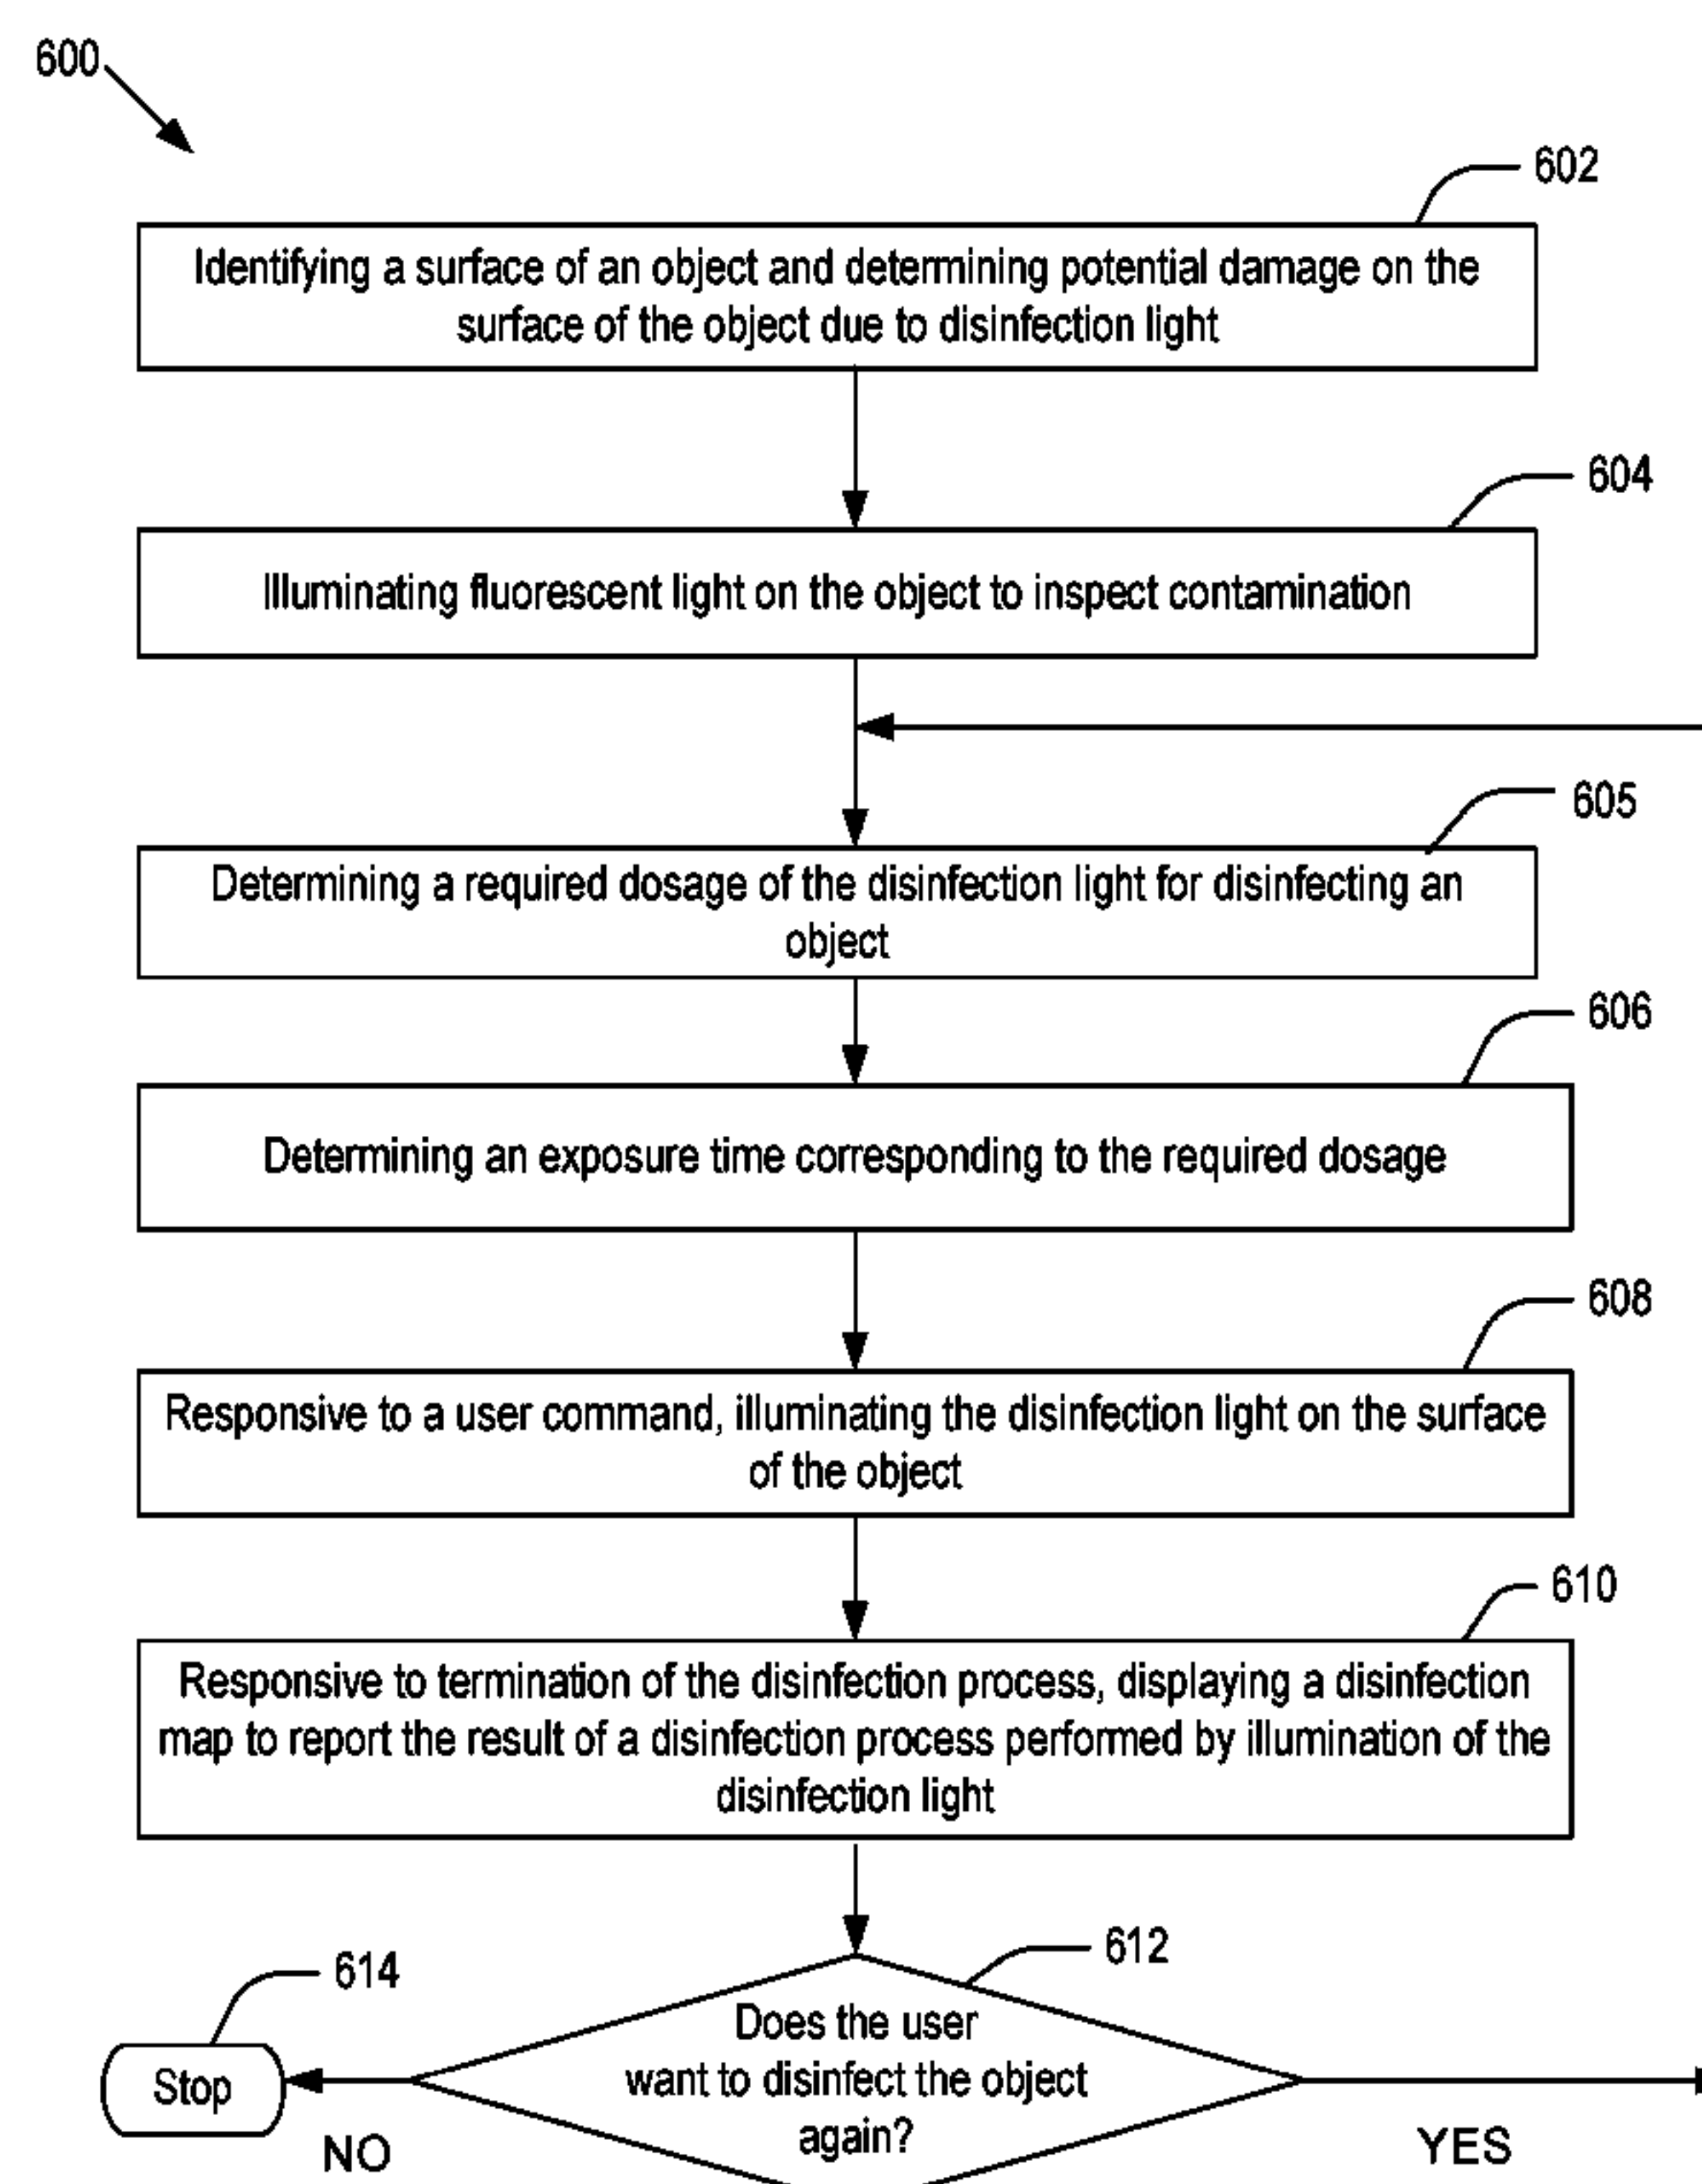 600
602
Identifying a surface of an object and determining potential damage on the
surface of the object due to disinfection light
604
Illuminating fluorescent light on the object to inspect contamination
605
Determining a required dosage of the disinfection light for disinfecting an
object
606
Determining an exposure time corresponding to the required dosage
608
Responsive to a user command, illuminating the disinfection light on the surface
of the object
610
Responsive to termination of the disinfection process, displaying a disinfection
map to report the result of a disinfection process performed by illumination of the
disinfection light
612
614
Does the user
want to disinfect the object
again?
Stop
NO
YES